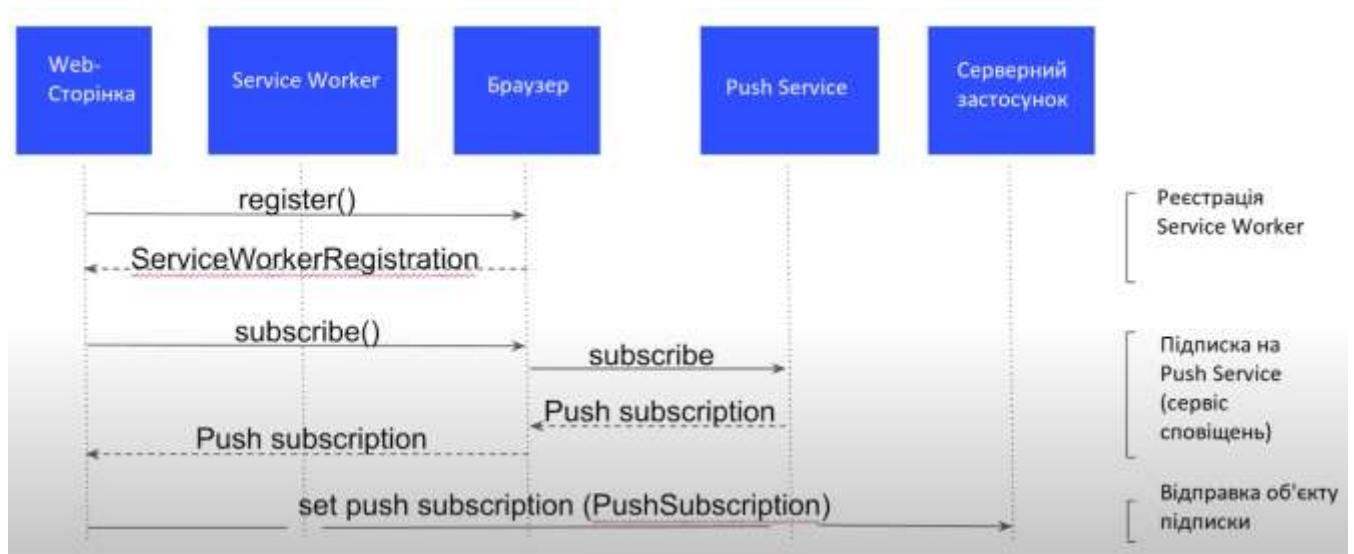 Web-
Сторінка
Service Worker
Браузер
Push Service
Серверний
застосунок
register()
ServiceWorkerRegistration
Реєстрація
Service Worker
subscribe()
subscribe
Push subscription
Push subscription
Підписка на
Push Service
(сервіс
сповіщень)
set push subscription (PushSubscription)
Відправка об'єкту
підписки